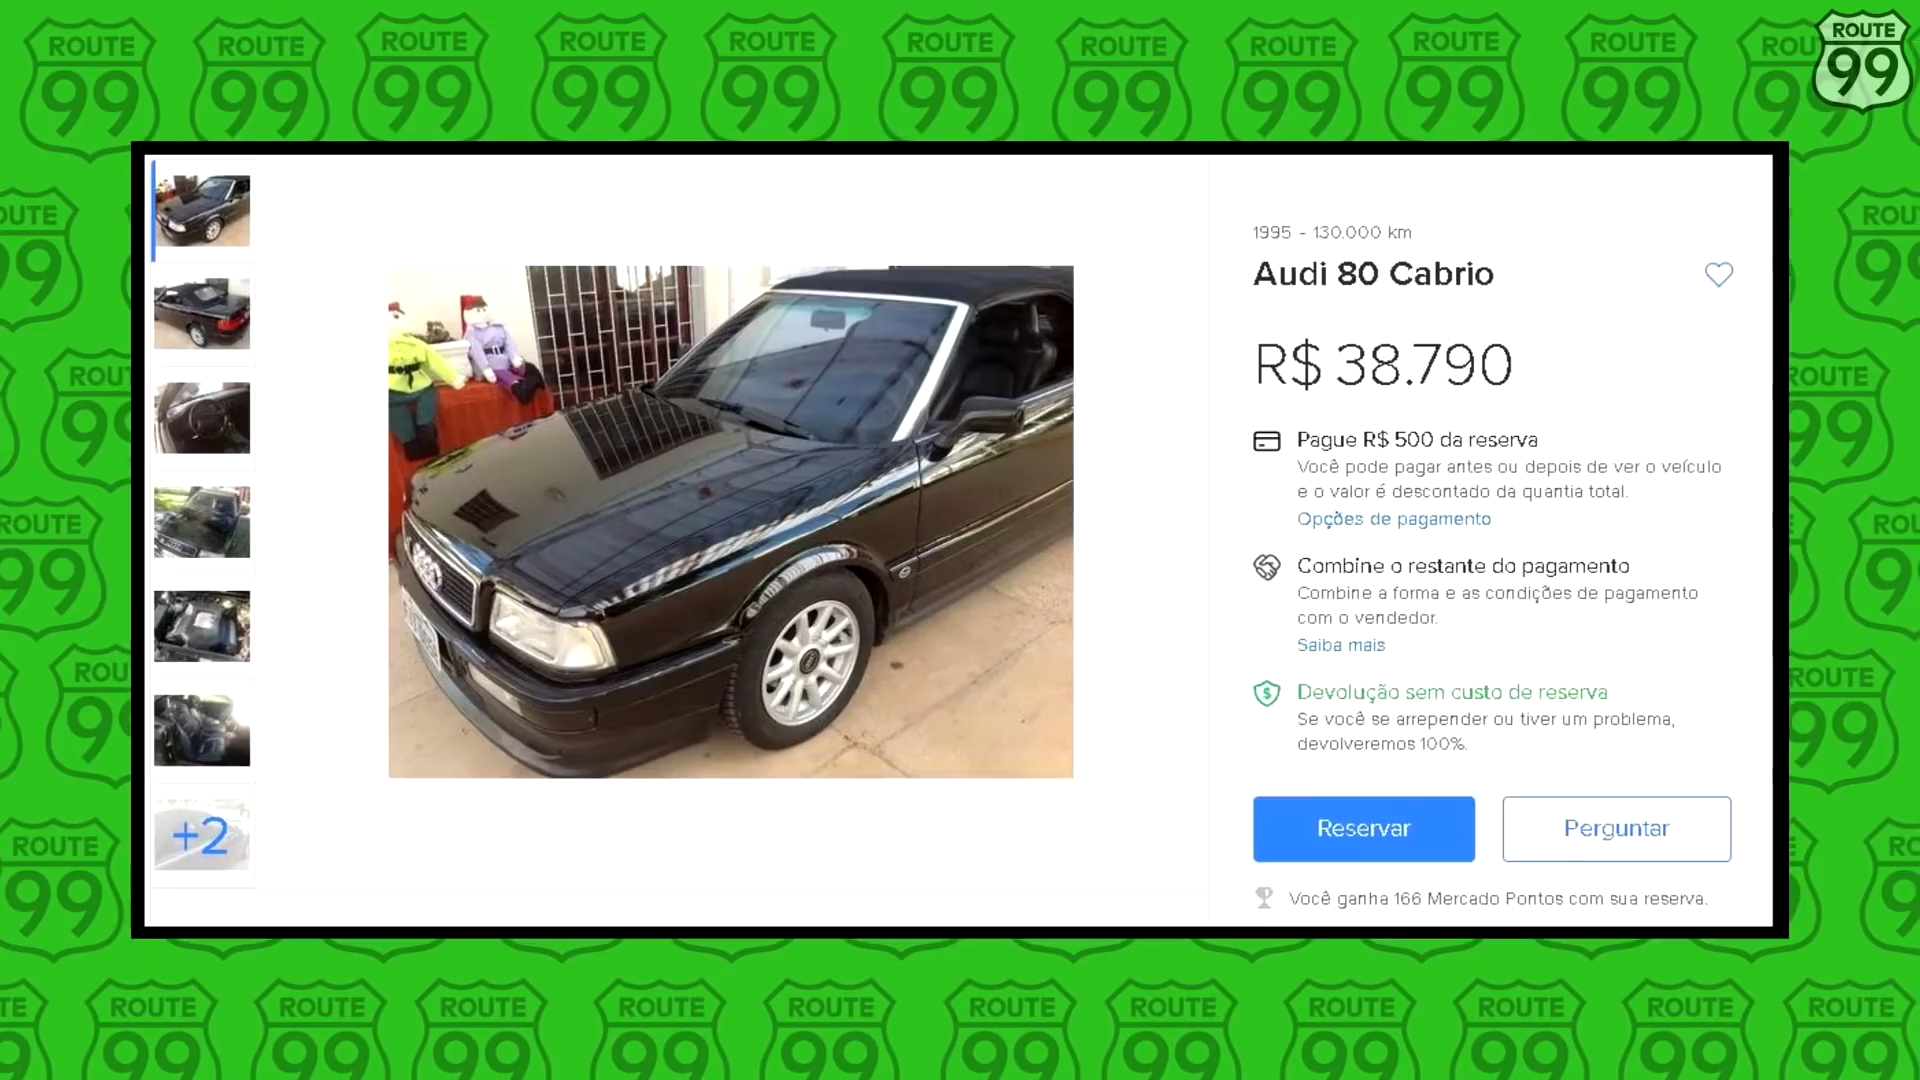 ROUTE
99
1995 - 130.000 km
Audi 80 Cabrio
R$ 38.790
Pague R$ 500 da reserva
Você pode pagar antes ou depois de ver o veículo
e o valor é descontado da quantia total.
Opções de pagamento
Combine o restante do pagamento
Combine a forma e as condições de pagamento
com o vendedor.
Saiba mais
Devolução sem custo de reserva
Se você se arrepender ou tiver um problema,
devolveremos 100%.
+2
Reservar
Perguntar
Você ganha 166 Mercado Pontos com sua reserva.